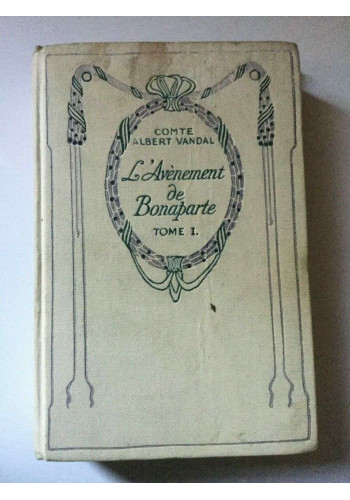 COMTE
ALBERT VANDAL
L'Avènement
de
Bonaparte
TOME I.